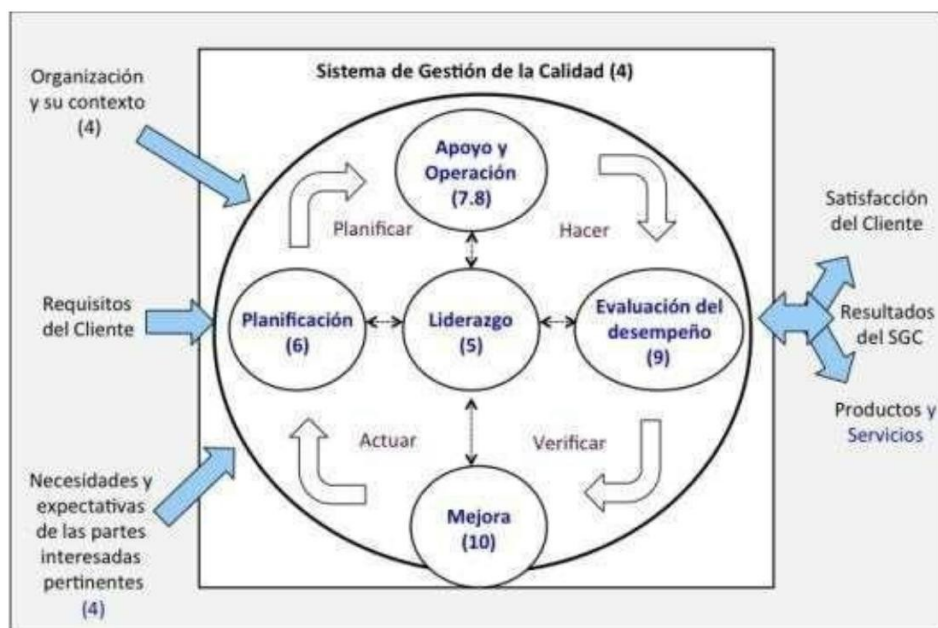 Sistema de Gestión de la Calidad (4)
Organización
y su contexto
(4)
Requisitos
del Cliente
Necesidades y
expectativas
de las partes
interesadas
pertinentes
(4)
Apoyo y
Operación
(7.8)
Planificar
Hacer
Planificación
(6)
Liderazgo
(5)
Evaluación del
desempeño
(9)
Actuar
Verificar
Mejora
(10)
Satisfacción
del Cliente
Resultados
del SGC
Productos y
Servicios